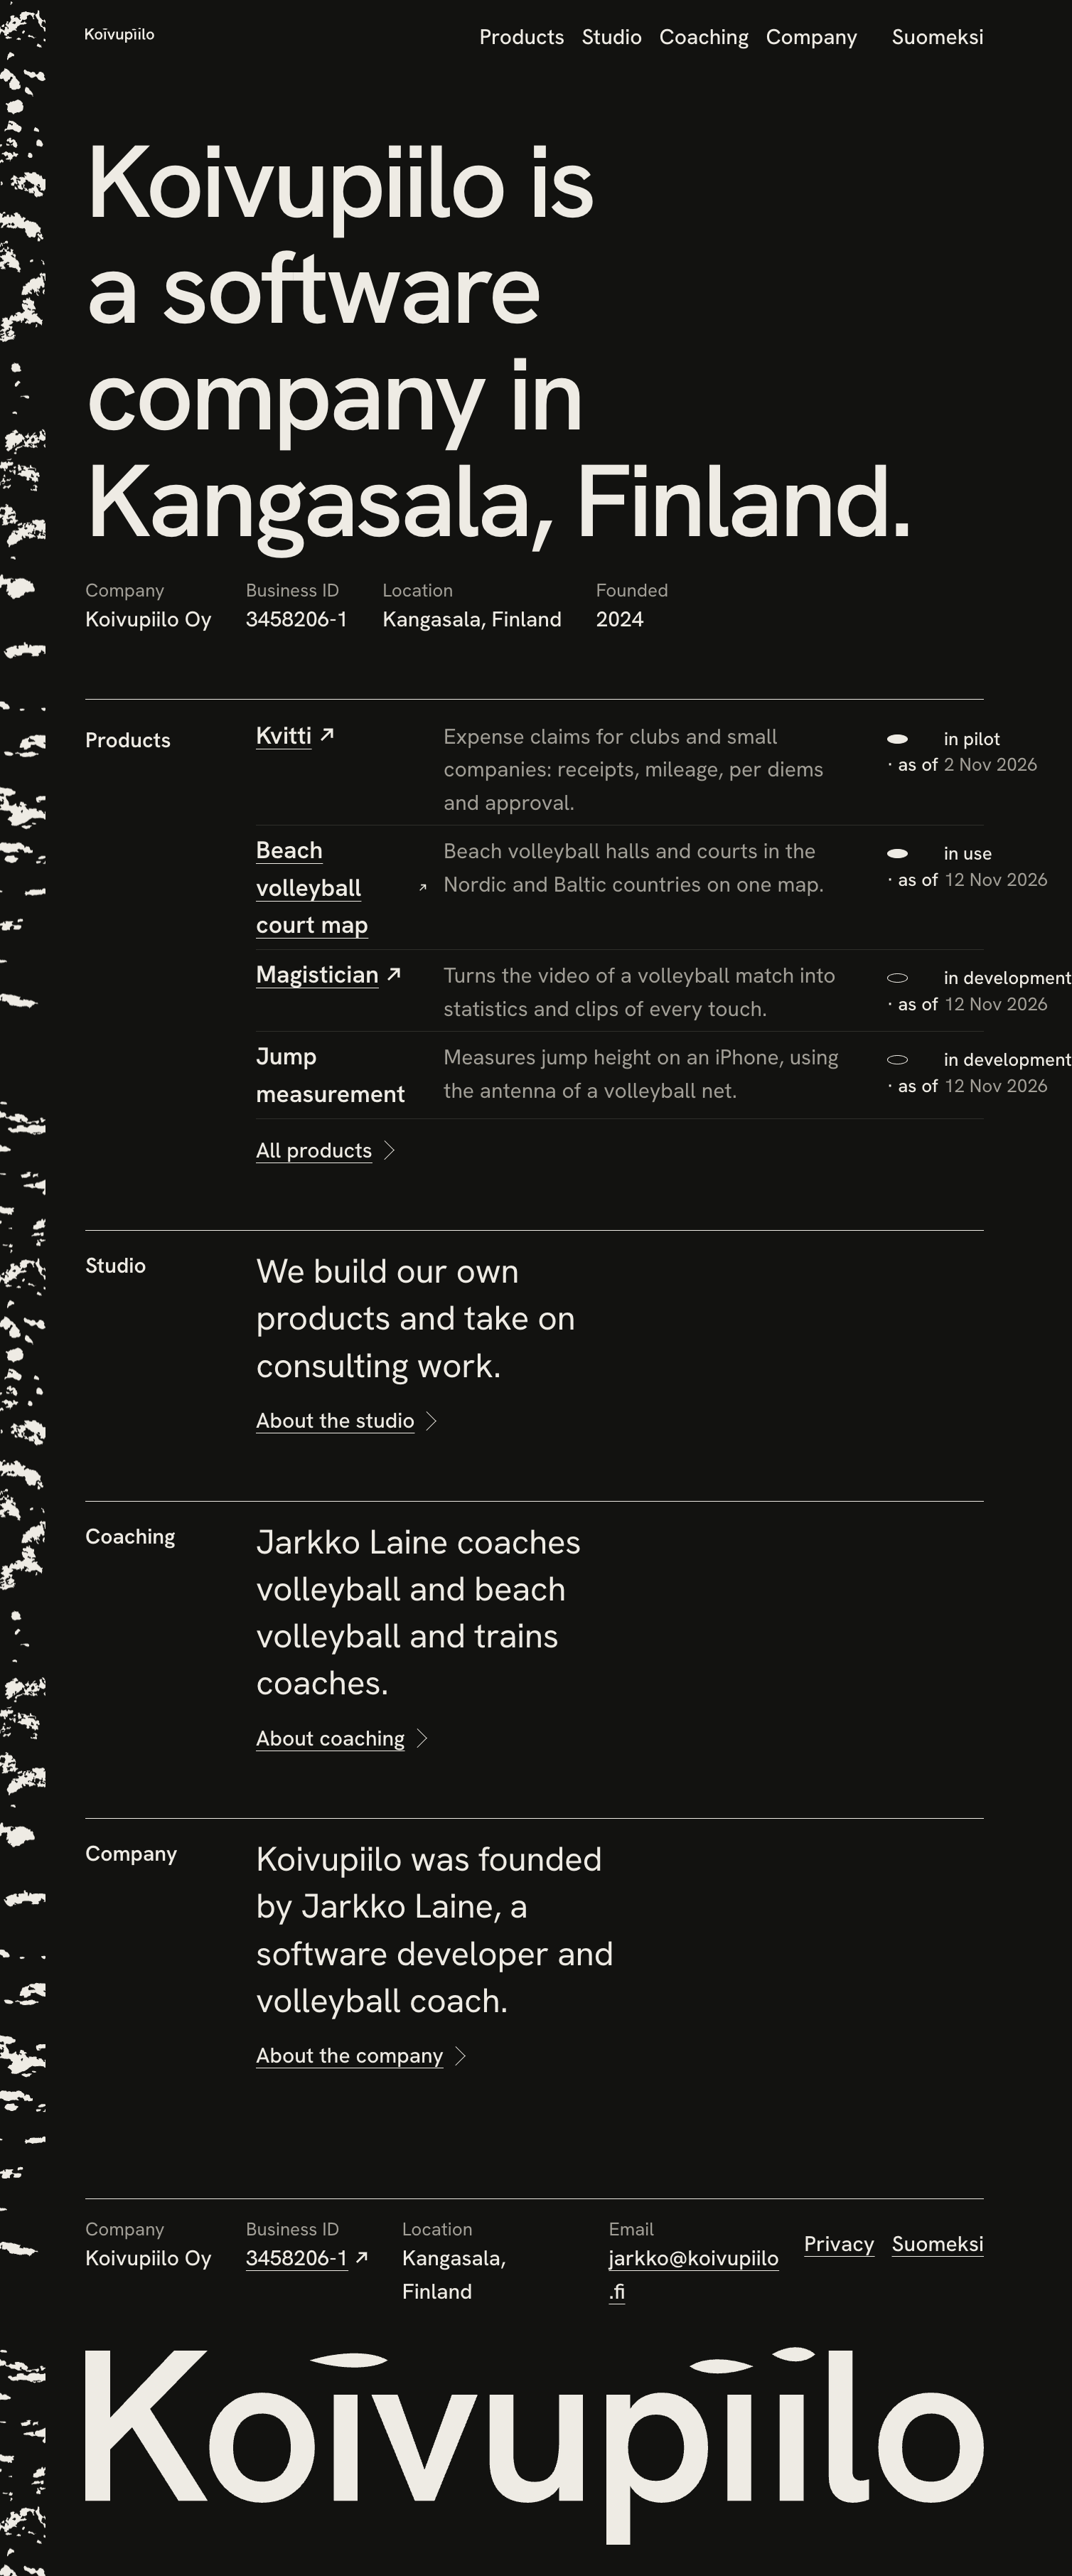 Koīvupīīlo
Products Studio Coaching Company Suomeksi
Koivupiilo is
a software
company in
Kangasala, Finland.
Company
Koivupiilo Oy
Business ID
3458206-1
Location
Kangasala, Finland
Founded
2024
Products
Kvitti ↗
Expense claims for clubs and small
companies: receipts, mileage, per diems
and approval.
in pilot
· as of 2 Nov 2026
Beach
volleyball ↗
court map
Beach volleyball halls and courts in the
Nordic and Baltic countries on one map.
in use
· as of 12 Nov 2026
Magistician ↗
Turns the video of a volleyball match into
statistics and clips of every touch.
in development
· as of 12 Nov 2026
Jump
measurement
Measures jump height on an iPhone, using
the antenna of a volleyball net.
in development
· as of 12 Nov 2026
All products
Studio
We build our own
products and take on
consulting work.
About the studio
Coaching
Jarkko Laine coaches
volleyball and beach
volleyball and trains
coaches.
About coaching
Company
Koivupiilo was founded
by Jarkko Laine, a
software developer and
volleyball coach.
About the company
Company
Koivupiilo Oy
Business ID
3458206-1 ↗
Location
Kangasala,
Finland
Email
jarkko@koivupiilo
.fi
Privacy Suomeksi
Koīvupīīlo